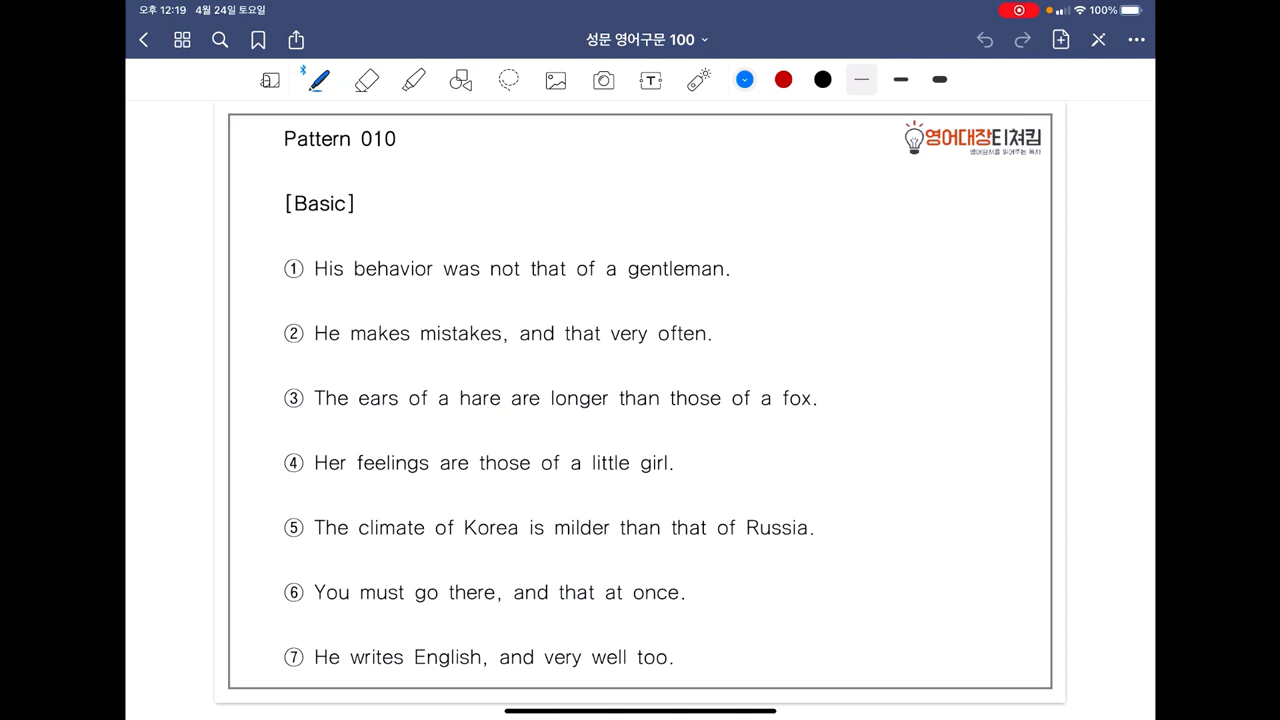 오후 12:19 4월 24일 토요일
100%
성문 영어구문 100
Pattern 010
영어대장티쳐킴
[Basic]
① His behavior was not that of a gentleman.
② He makes mistakes, and that very often.
③ The ears of a hare are longer than those of a fox.
④ Her feelings are those of a little girl.
⑤ The climate of Korea is milder than that of Russia.
⑥ You must go there, and that at once.
⑦ He writes English, and very well too.